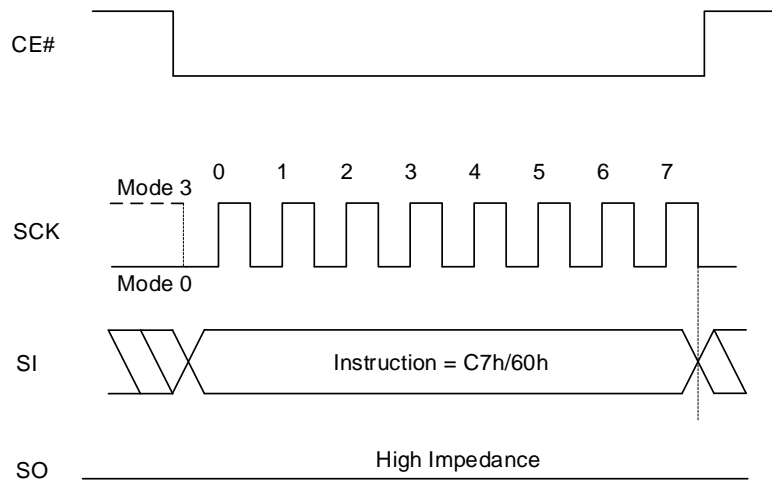 CE#
0 1 2 3 4 5 6 7
Mode 3
SCK
Mode 0
SI
Instruction = C7h/60h
High Impedance
SO